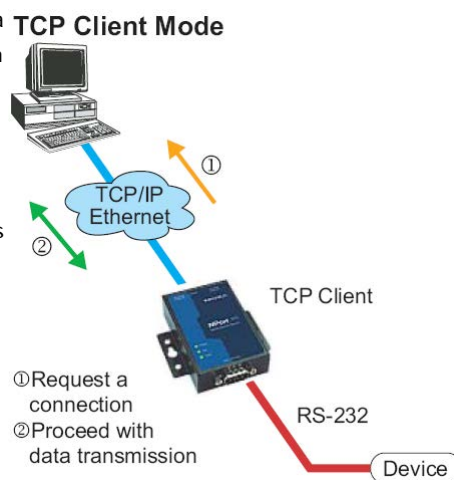 a
TCP Client Mode
①
TCP/IP
Ethernet
s
②
TCP Client
①Request a
connection
②Proceed with
data transmission
RS-232
Device